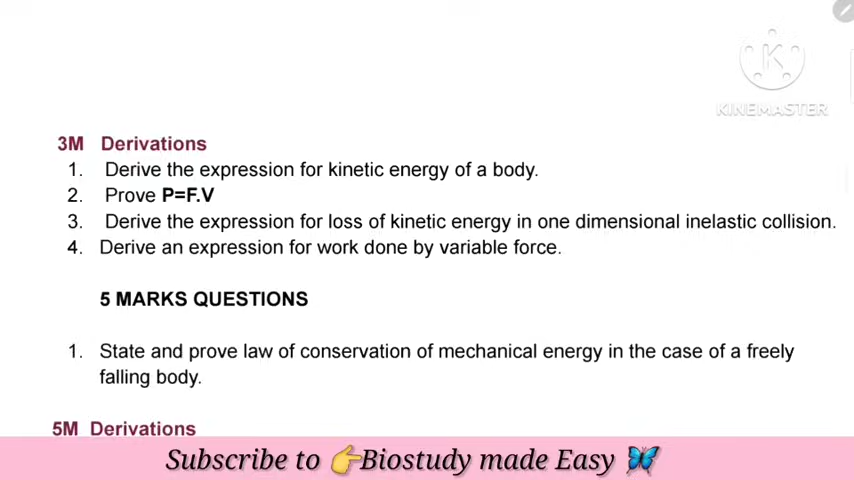 KINEMASTER
3M Derivations
1. Derive the expression for kinetic energy of a body.
2. Prove P=F.V
3. Derive the expression for loss of kinetic energy in one dimensional inelastic collision.
4. Derive an expression for work done by variable force.
5 MARKS QUESTIONS
1. State and prove law of conservation of mechanical energy in the case of a freely
falling body.
5M Derivations
Subscribe to 👉Biostudy made Easy 🦋